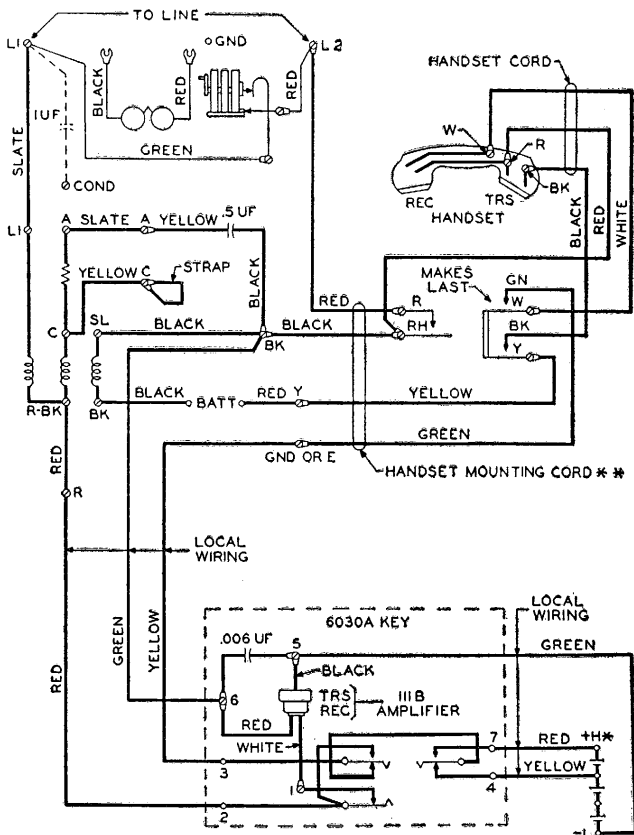 TO LINE
L1
GND
L2
BLACK
RED
RED
HANDSET CORD
1UF
SLATE
GREEN
W
R
BK
COND
REC
TRS
HANDSET
BLACK
RED
WHITE
L1
A SLATE A YELLOW .5 UF
YELLOW C
STRAP
BLACK
MAKES
LAST
GN
RED
R
W
C
SL
BLACK
BLACK
RH
BK
BK
Y
R-BK
BK
BLACK
BATT
RED Y
YELLOW
GREEN
RED
GND OR E
HANDSET MOUNTING CORD **
R
LOCAL
WIRING
LOCAL
WIRING
6030A KEY
GREEN
YELLOW
.006 UF
5
GREEN
BLACK
RED
6
TRS
REC
111B
AMPLIFIER
RED
WHITE
7
RED
+H*
3
YELLOW
1
4
2
-1